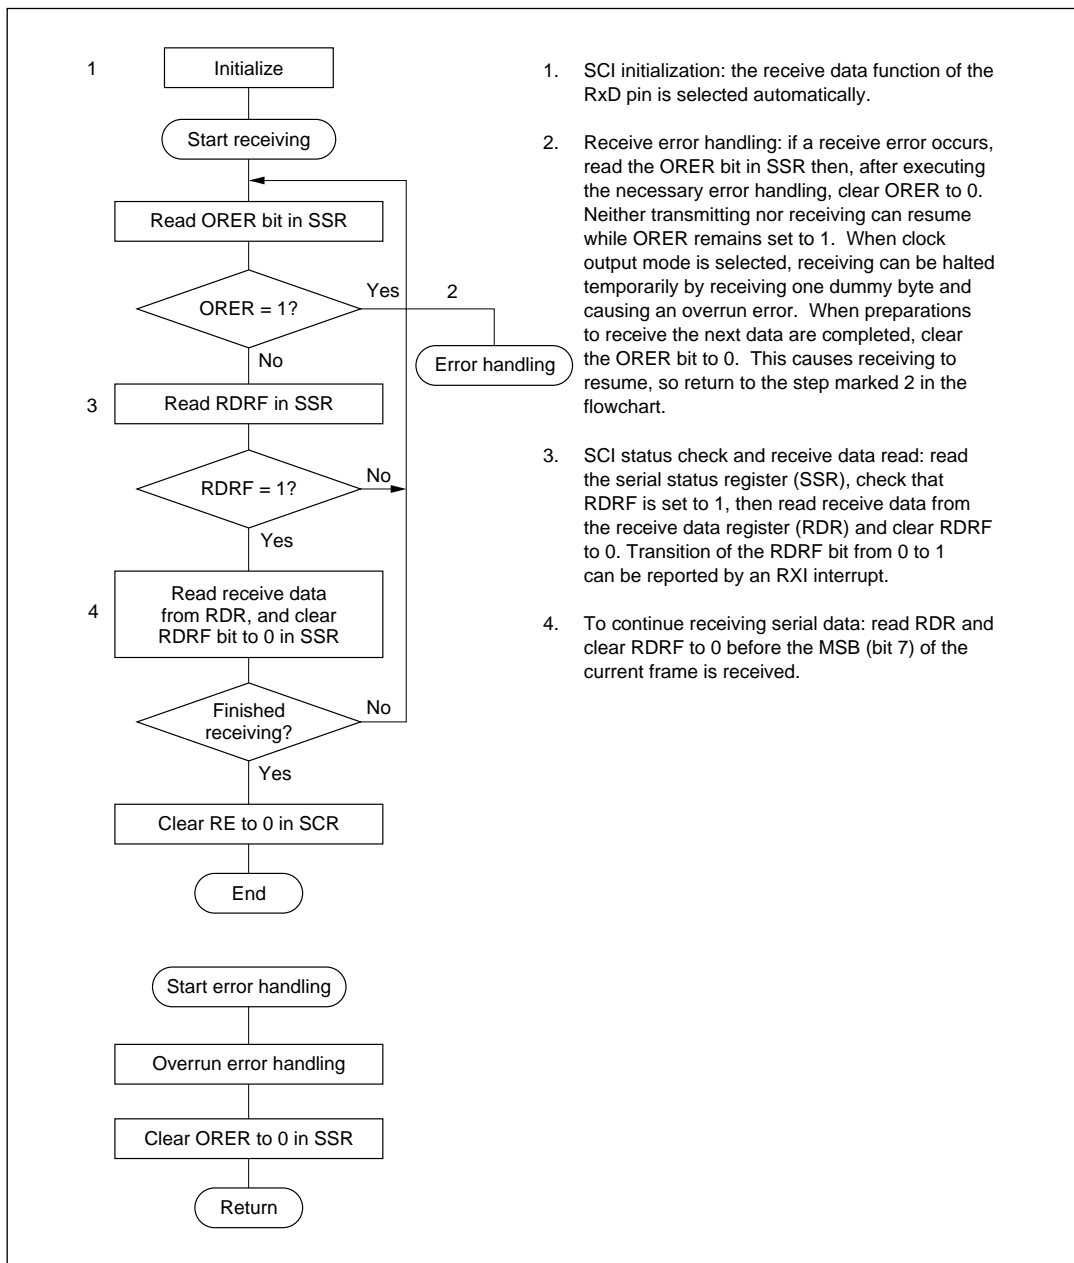 1
Initialize
Start receiving
Read ORER bit in SSR
ORER = 1?
Yes
2
No
Error handling
3
Read RDRF in SSR
RDRF = 1?
No
Yes
4
Read receive data
from RDR, and clear
RDRF bit to 0 in SSR
Finished
receiving?
No
Yes
Clear RE to 0 in SCR
End
Start error handling
Overrun error handling
Clear ORER to 0 in SSR
Return
1. SCI initialization: the receive data function of the
RxD pin is selected automatically.
2. Receive error handling: if a receive error occurs,
read the ORER bit in SSR then, after executing
the necessary error handling, clear ORER to 0.
Neither transmitting nor receiving can resume
while ORER remains set to 1. When clock
output mode is selected, receiving can be halted
temporarily by receiving one dummy byte and
causing an overrun error. When preparations
to receive the next data are completed, clear
the ORER bit to 0. This causes receiving to
resume, so return to the step marked 2 in the
flowchart.
3. SCI status check and receive data read: read
the serial status register (SSR), check that
RDRF is set to 1, then read receive data from
the receive data register (RDR) and clear RDRF
to 0. Transition of the RDRF bit from 0 to 1
can be reported by an RXI interrupt.
4. To continue receiving serial data: read RDR and
clear RDRF to 0 before the MSB (bit 7) of the
current frame is received.